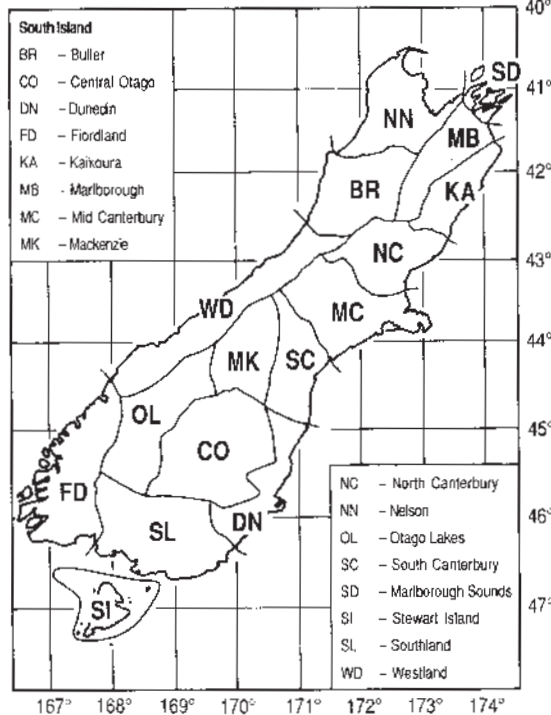 South Island
BR – Buller
CO – Central Otago
DN – Dunedin
FD – Fiordland
KA – Kaikoura
MB - Marlborough
MC – Mid Canterbury
MK – Mackenzie
40°
SD
41°
NN
MB
42°
BR
KA
NC
43°
WD
MC
MK
SC
44°
OL
45°
CO
FD
SL
DN
46°
SI
47°
NC – North Canterbury
NN – Nelson
OL – Otago Lakes
SC – South Canterbury
SD – Marlborough Sounds
SI – Stewart Island
SL – Southland
WD – Westland
167° 168° 169° 170° 171° 172° 173° 174°